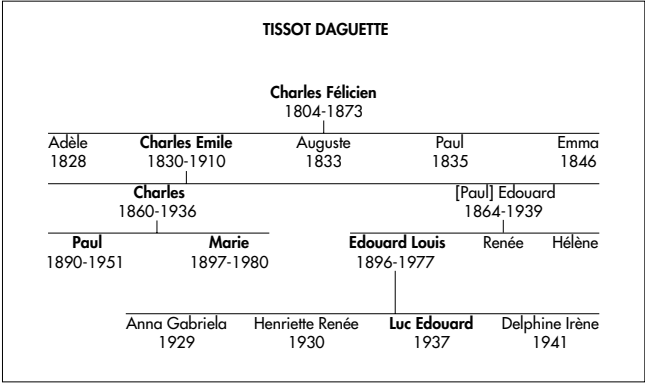 TISSOT DAGUETTE
Charles Félicien
1804-1873
Adèle Charles Emile Auguste Paul Emma
1828 1830-1910 1833 1835 1846
Charles [Paul] Edouard
1860-1936 1864-1939
Paul Marie Edouard Louis Renée Hélène
1890-1951 1897-1980 1896-1977
Anna Gabriela Henriette Renée Luc Edouard Delphine Irène
1929 1930 1937 1941